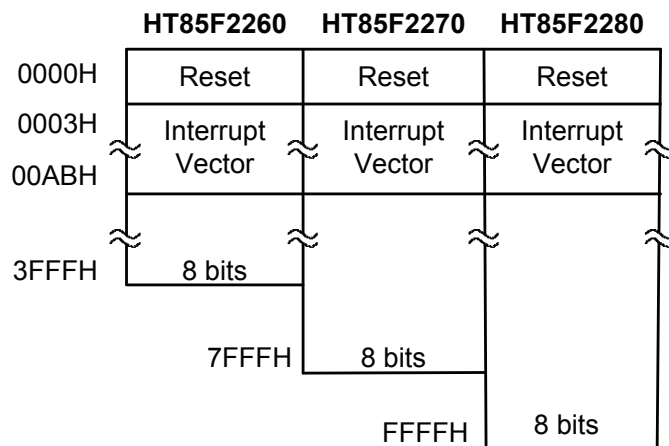 HT85F2260 HT85F2270 HT85F2280
0000H Reset Reset Reset
0003H Interrupt Vector Interrupt Vector Interrupt Vector
00ABH
3FFFH 8 bits
7FFFH 8 bits
FFFFH 8 bits